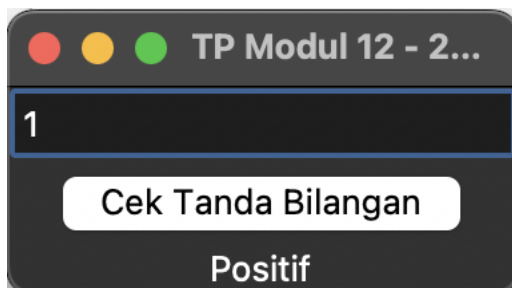 TP Modul 12 - 2...
1
Cek Tanda Bilangan
Positif